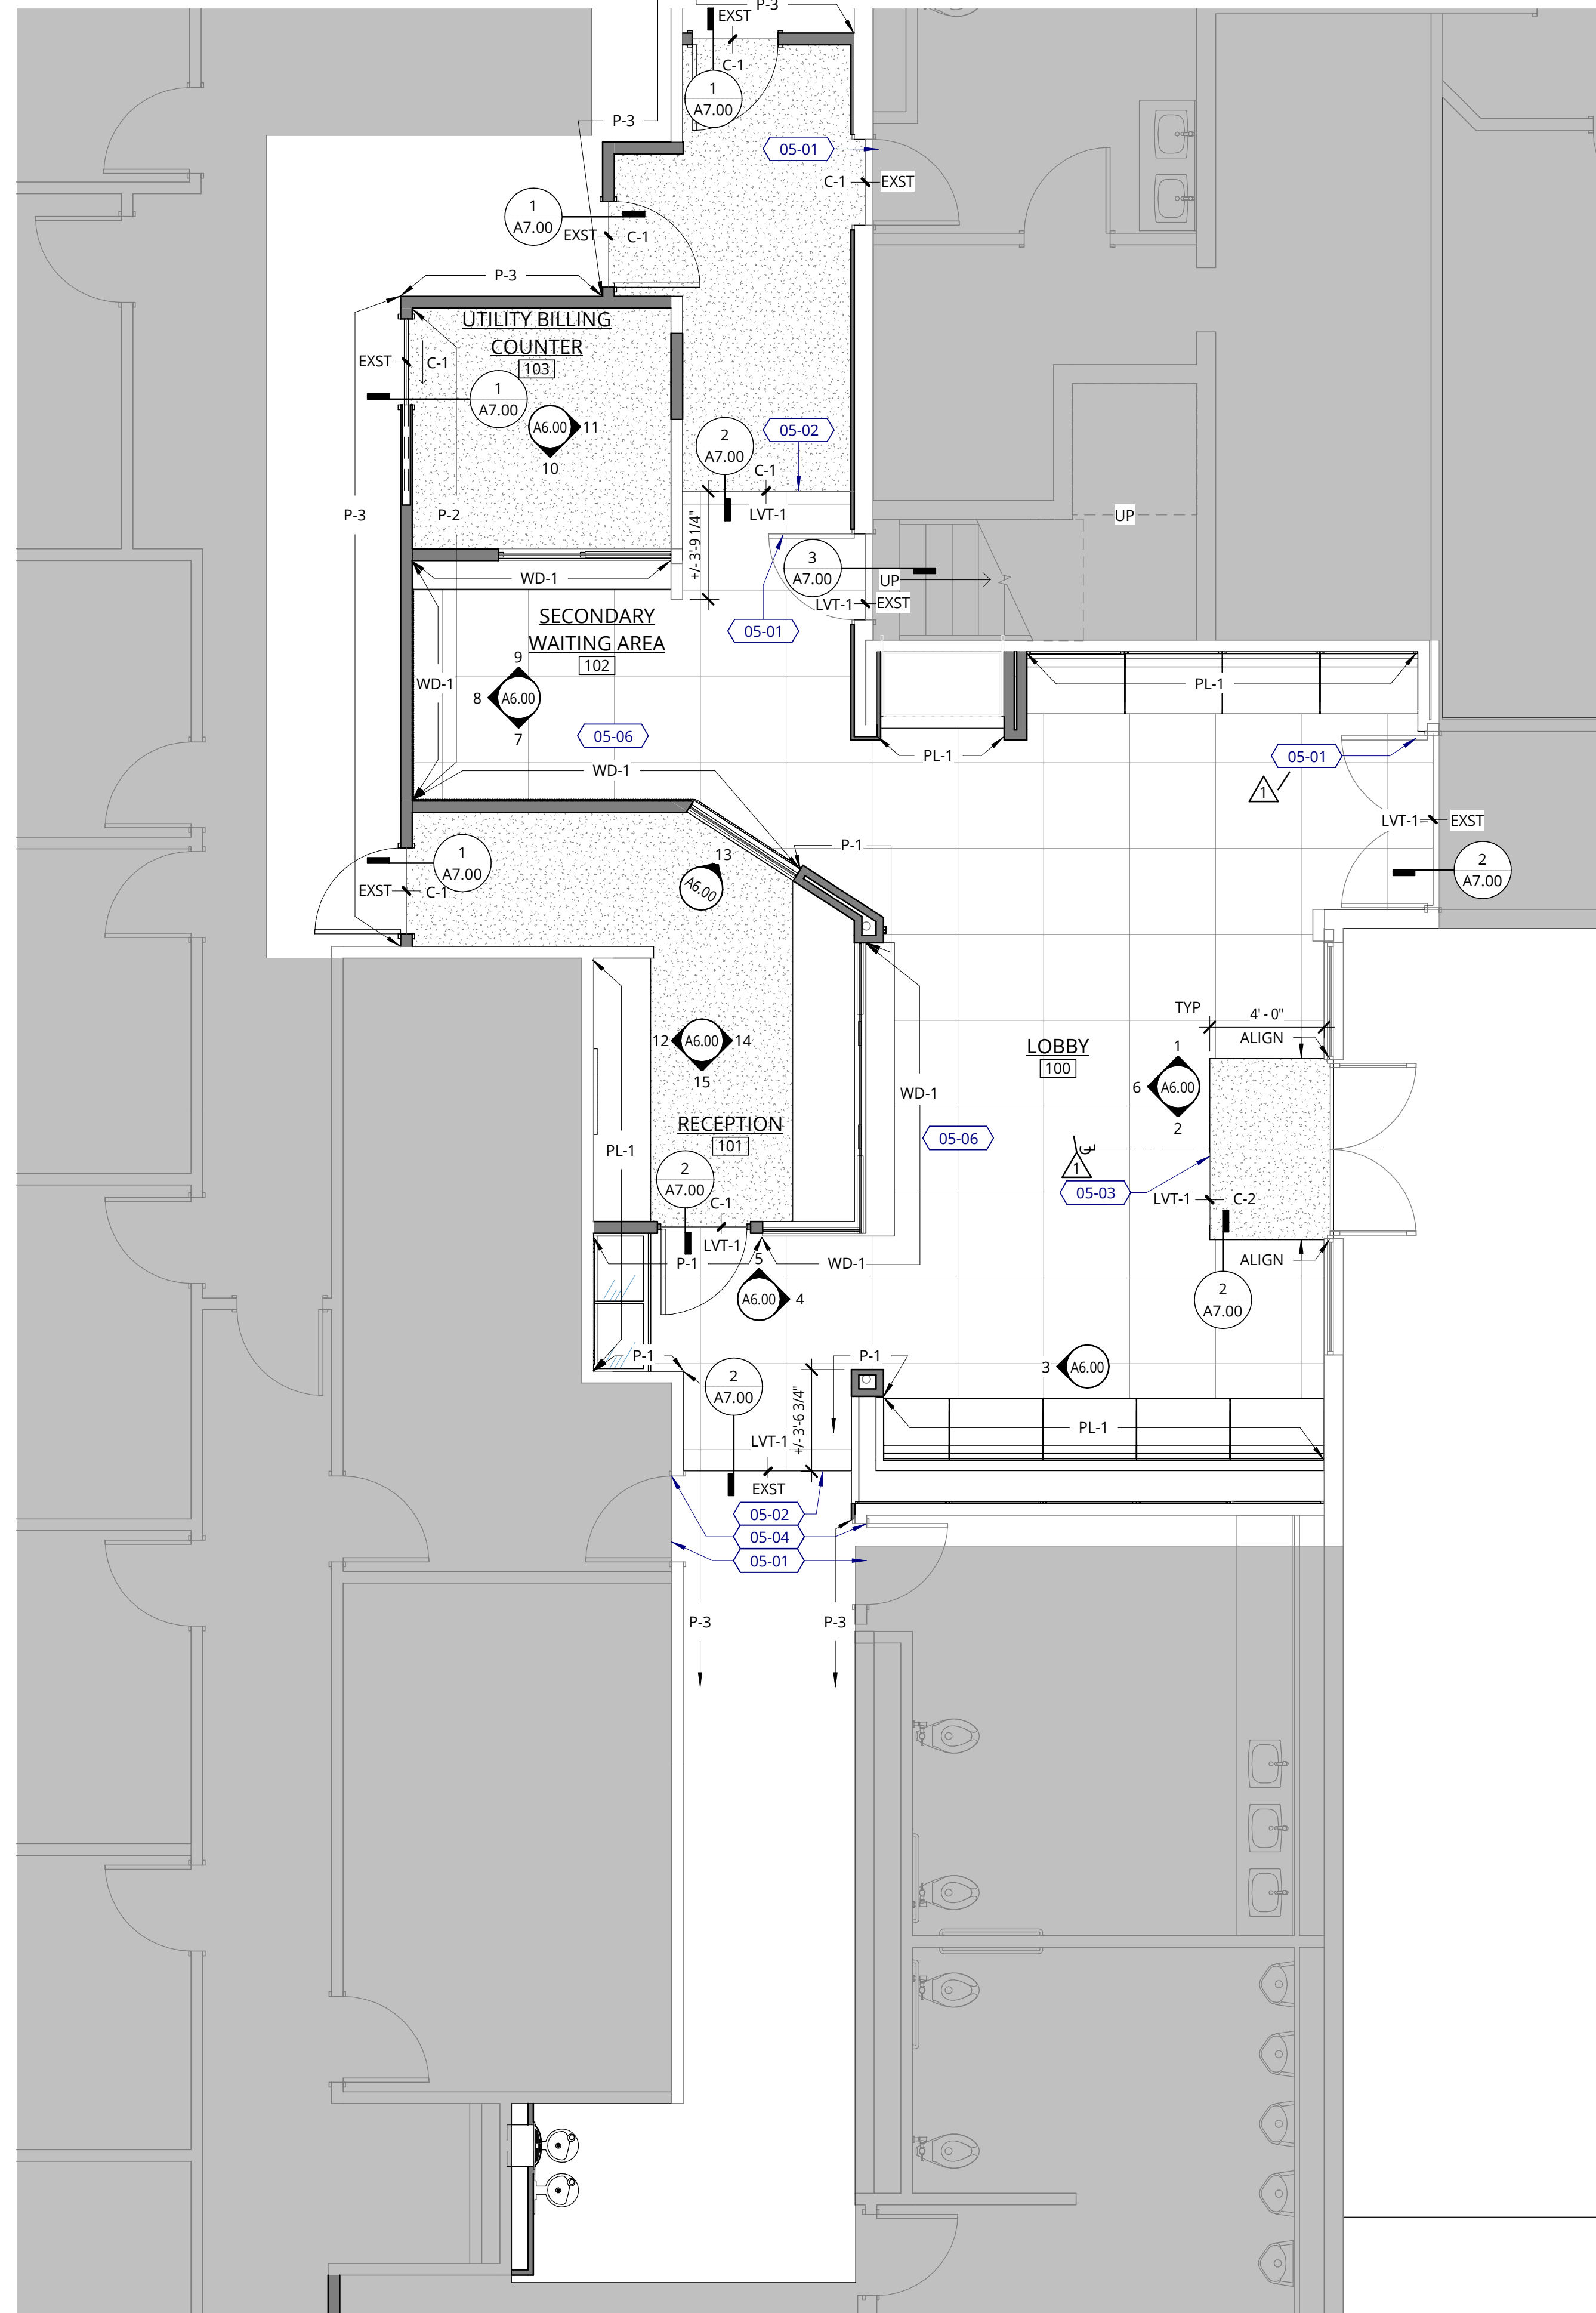 P-3
EXST
C-1
1
A7.00
P-3
05-01
C-1
EXST
1
A7.00
EXST
C-1
P-3
UTILITY BILLING
COUNTER
103
EXST
C-1
1
A7.00
A6.00
11
10
2
A7.00
05-02
C-1
LVT-1
P-3
P-2
+/- 3'-9 1/4"
UP
3
A7.00
UP
LVT-1
EXST
WD-1
05-01
SECONDARY
WAITING AREA
102
9
8
A6.00
7
WD-1
05-06
PL-1
PL-1
05-01
1
WD-1
LVT-1
EXST
P-1
1
A7.00
EXST
C-1
13
A6.00
2
A7.00
TYP
4' - 0"
ALIGN
12
A6.00
14
15
LOBBY
100
1
6
A6.00
2
WD-1
RECEPTION
101
05-06
PL-1
1
2
A7.00
05-03
LVT-1
C-2
C-1
LVT-1
P-1
WD-1
5
A6.00
4
ALIGN
2
A7.00
P-1
P-1
3
A6.00
2
A7.00
+/- 3'-6 3/4"
PL-1
LVT-1
EXST
05-02
05-04
05-01
P-3
P-3